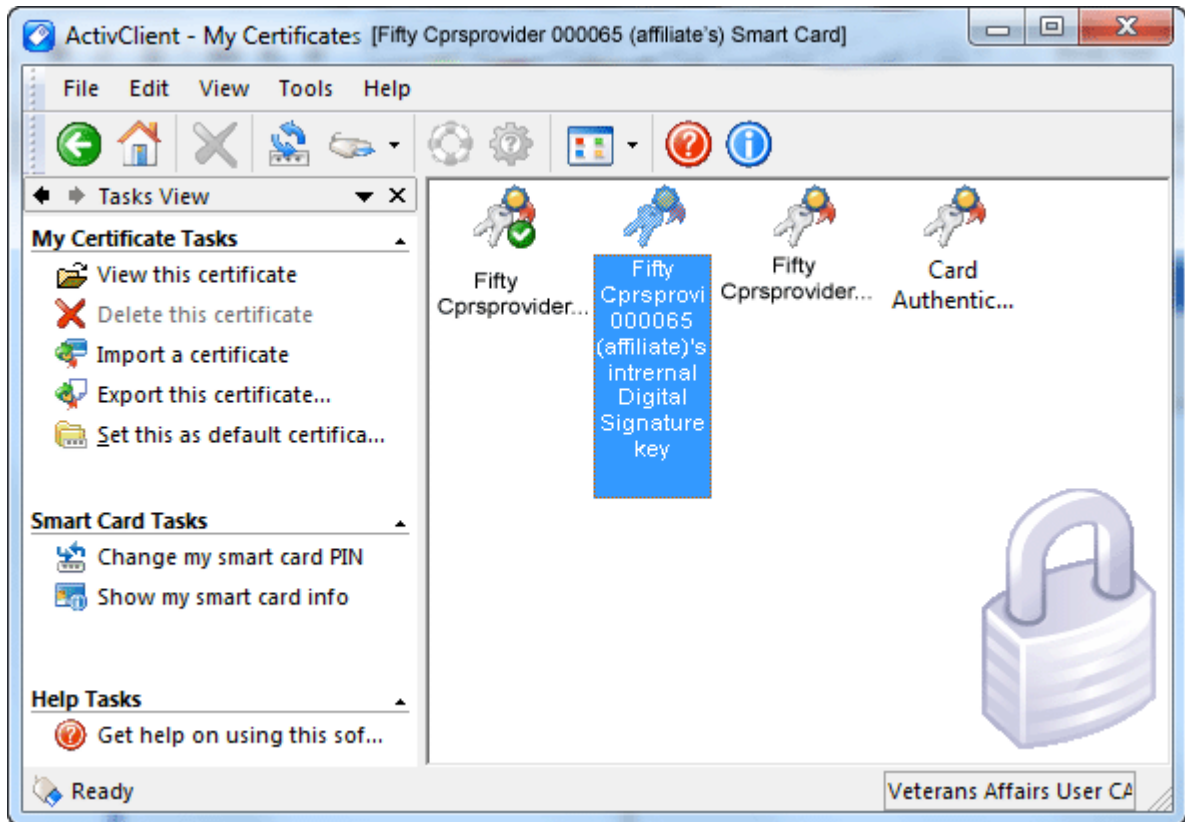 ActivClient - My Certificates [Fifty Cprsprovider 000065 (affiliate's) Smart Card]
File Edit View Tools Help
Tasks View
My Certificate Tasks
View this certificate
Delete this certificate
Import a certificate
Export this certificate...
Set this as default certifica...
Smart Card Tasks
Change my smart card PIN
Show my smart card info
Help Tasks
Get help on using this sof...
Fifty
Cprsprovider...
Fifty
Cprsprovi
000065
(affiliate)'s
intrernal
Digital
Signature
key
Fifty
Cprsprovider...
Card
Authentic...
Ready
Veterans Affairs User CA